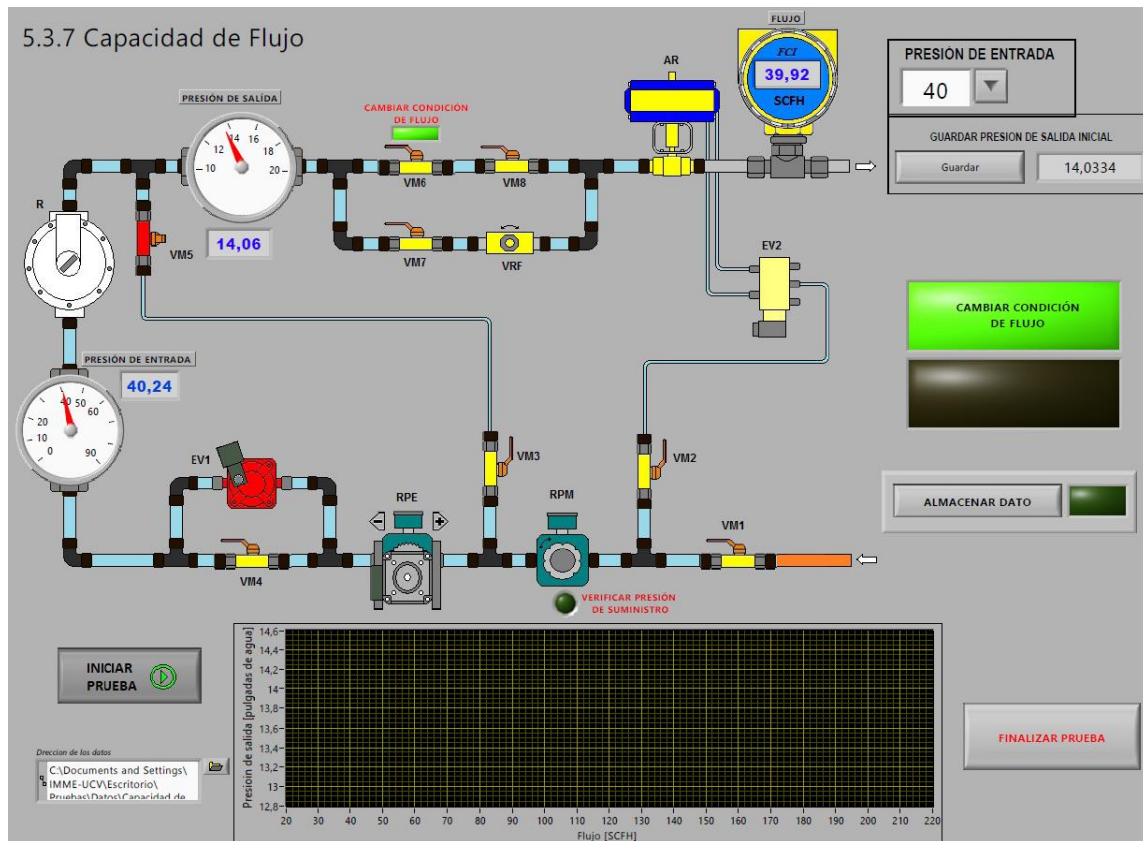 5.3.7 Capacidad de Flujo
FLUJO
FCI
39,92
SCFH
AR
PRESIÓN DE ENTRADA
40
GUARDAR PRESION DE SALIDA INICIAL
Guardar
14,0334
PRESIÓN DE SALÍDA
10
12
14
16
18
20
14,06
CAMBIAR CONDICIÓN
DE FLUJO
VM6
VM8
VM7
VRF
R
VM5
EV2
CAMBIAR CONDICIÓN
DE FLUJO
PRESIÓN DE ENTRADA
40,24
0
10
20
40
50
60
90
EV1
VM4
RPE
VM3
RPM
VM2
VM1
VERIFICAR PRESIÓN
DE SUMINISTRO
ALMACENAR DATO
INICIAR
PRUEBA
Direccion de los datos
C:\Documents and Settings\
IMME-UCV\Escritorio\
Pruebas\Datos\Capacidad de
Presioin de salida [pulgadas de agua]
14,6
14,4
14,2
14
13,8
13,6
13,4
13,2
13
12,8
20 30 40 50 60 70 80 90 100 110 120 130 140 150 160 170 180 190 200 210 220
Flujo [SCFH]
FINALIZAR PRUEBA